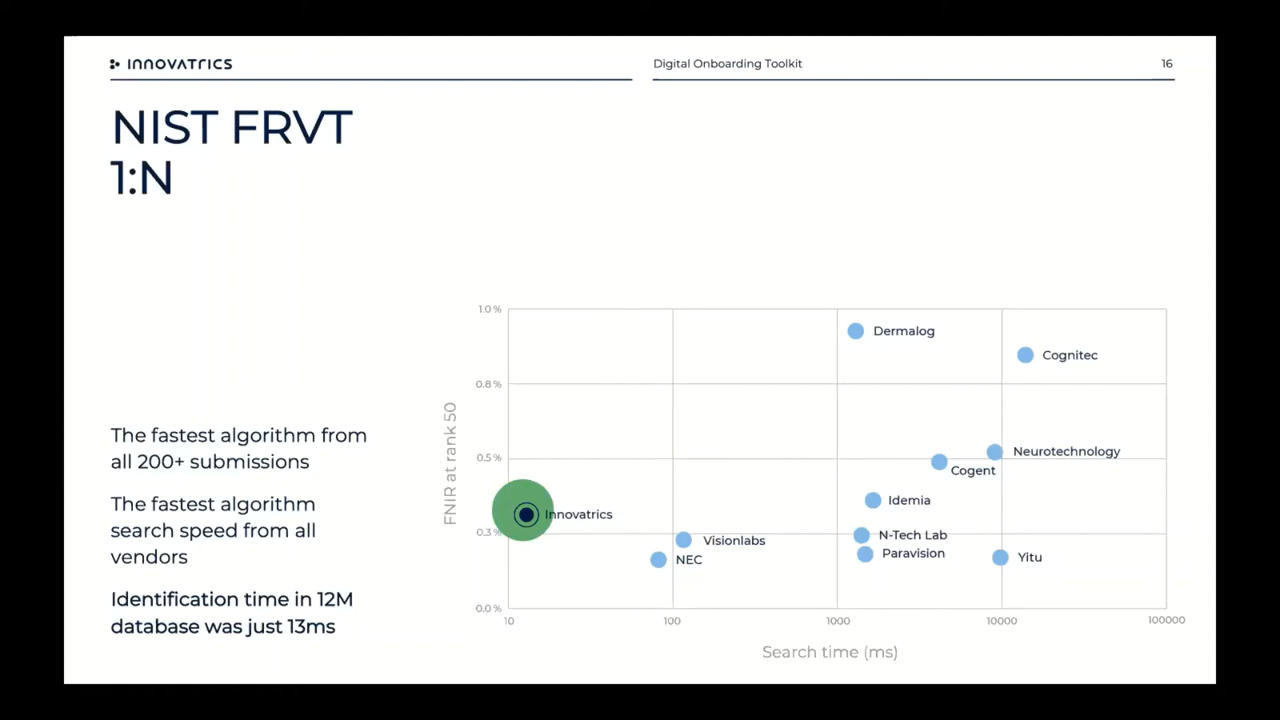 INNOVATRICS
Digital Onboarding Toolkit
16
NIST FRVT
1:N
The fastest algorithm from
all 200+ submissions
The fastest algorithm
search speed from all
vendors
Identification time in 12M
database was just 13ms
FNIR at rank 50
1.0 %
0.8 %
0.5 %
0.3 %
0.0 %
Dermalog
Cognitec
Neurotechnology
Cogent
Idemia
Innovatrics
N-Tech Lab
Visionlabs
Paravision
NEC
Yitu
10
100
1000
10000
100000
Search time (ms)